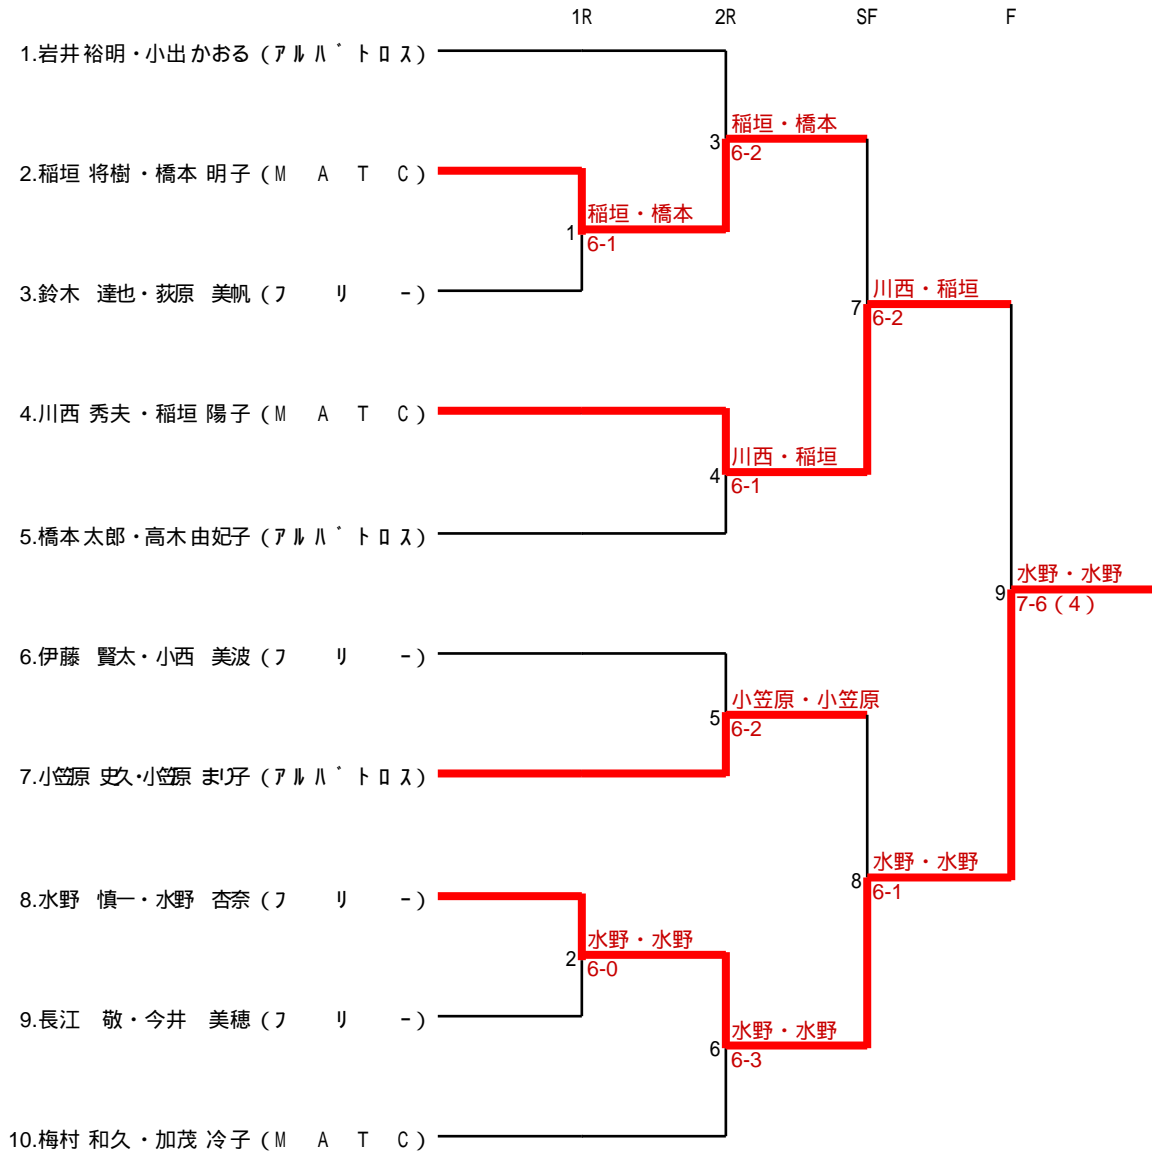 1R 2R SF F
1.岩井 裕明・小出 かおる (ｱﾙﾊﾞﾄﾛｽ)
稲垣・橋本
3
6-2
2.稲垣 将樹・橋本 明子 (M A T C)
稲垣・橋本
1
6-1
3.鈴木 達也・荻原 美帆 (ﾌ ﾘ ｰ)
川西・稲垣
7
6-2
4.川西 秀夫・稲垣 陽子 (M A T C)
川西・稲垣
4
6-1
5.橋本 太郎・高木 由妃子 (ｱﾙﾊﾞﾄﾛｽ)
水野・水野
9
7-6 (4)
6.伊藤 賢太・小西 美波 (ﾌ ﾘ ｰ)
小笠原・小笠原
5
6-2
7.小笠原 史久・小笠原 まり子 (ｱﾙﾊﾞﾄﾛｽ)
水野・水野
8
6-1
8.水野 慎一・水野 杏奈 (ﾌ ﾘ ｰ)
水野・水野
2
6-0
9.長江 敬・今井 美穂 (ﾌ ﾘ ｰ)
水野・水野
6
6-3
10.梅村 和久・加茂 冷子 (M A T C)